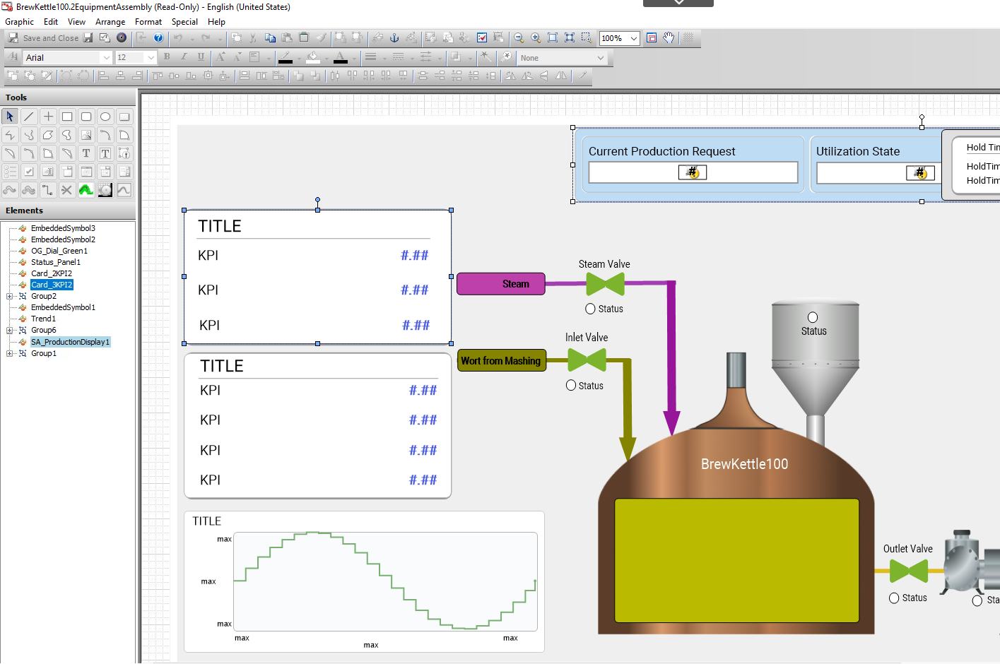 BrewKettle100.2EquipmentAssembly (Read-Only) - English (United States)
Graphic Edit View Arrange Format Special Help
Save and Close 100%
Arial 12 B I U A A A None
Tools
T T
Elements
EmbeddedSymbol3
EmbeddedSymbol2
OG_Dial_Green1
Status_Panel1
Card_2KPI2
Card_3KPI2
Group2
EmbeddedSymbol1
Trend1
Group6
SA_ProductionDisplay1
Group1
Current Production Request
#
Utilization State
#
Hold Tin
HoldTim
HoldTim
TITLE
KPI #.##
KPI #.##
KPI #.##
TITLE
KPI #.##
KPI #.##
KPI #.##
KPI #.##
TITLE
max
max
max
max
max
max
Steam
Steam Valve
Status
Wort from Mashing
Inlet Valve
Status
Status
BrewKettle100
Outlet Valve
Status
Sta